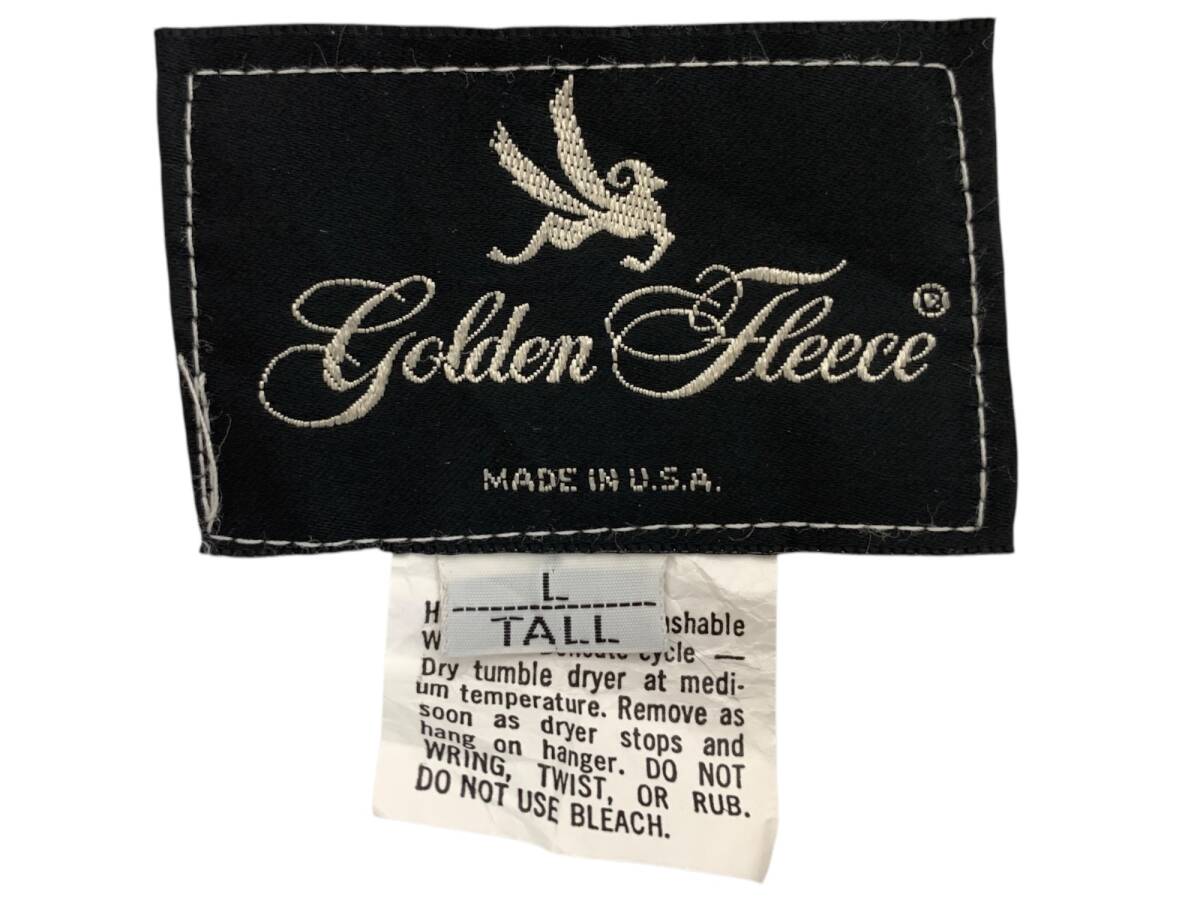 Golden Fleece ®
MADE IN U.S.A.
L
TALL
cycle —
Dry tumble dryer at medi-
um temperature. Remove as
soon as dryer stops and
hang on hanger. DO NOT
WRING, TWIST, OR RUB.
DO NOT USE BLEACH.